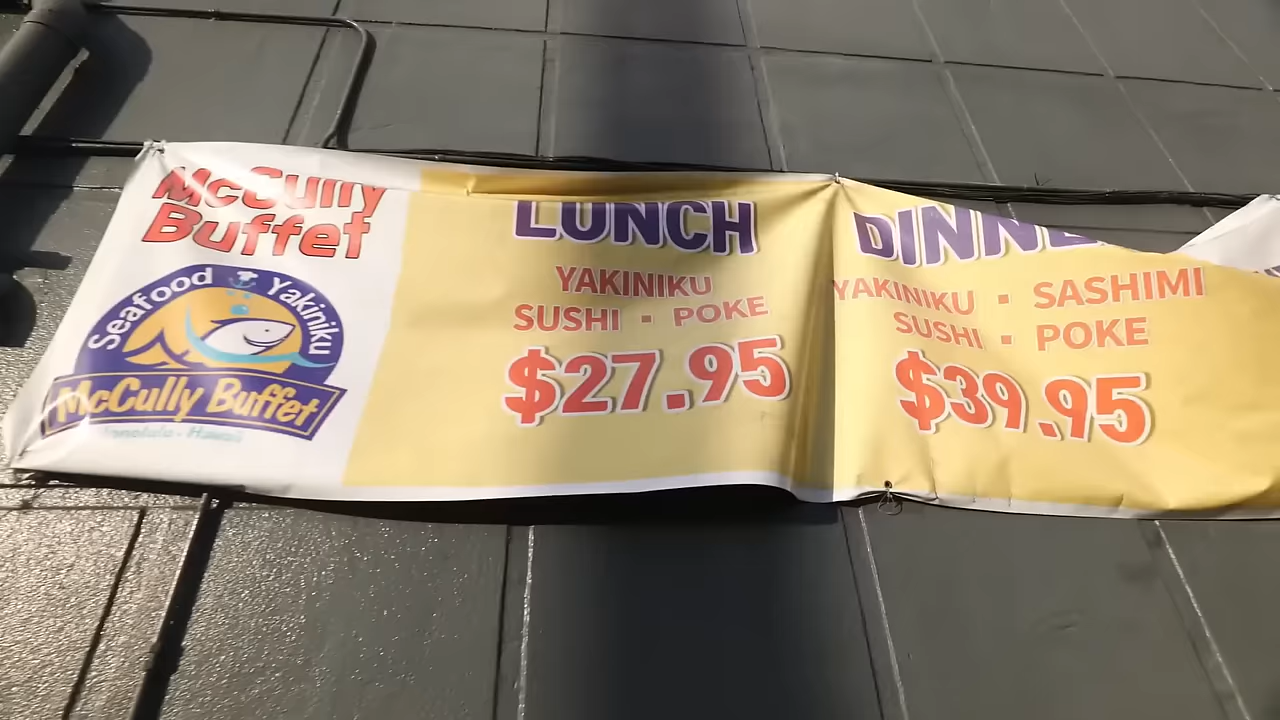 McCully
Buffet
Seafood Yakiniku
McCully Buffet
Honolulu · Hawaii
LUNCH
YAKINIKU
SUSHI · POKE
$27.95
YAKINIKU · SASHIMI
SUSHI · POKE
$39.95